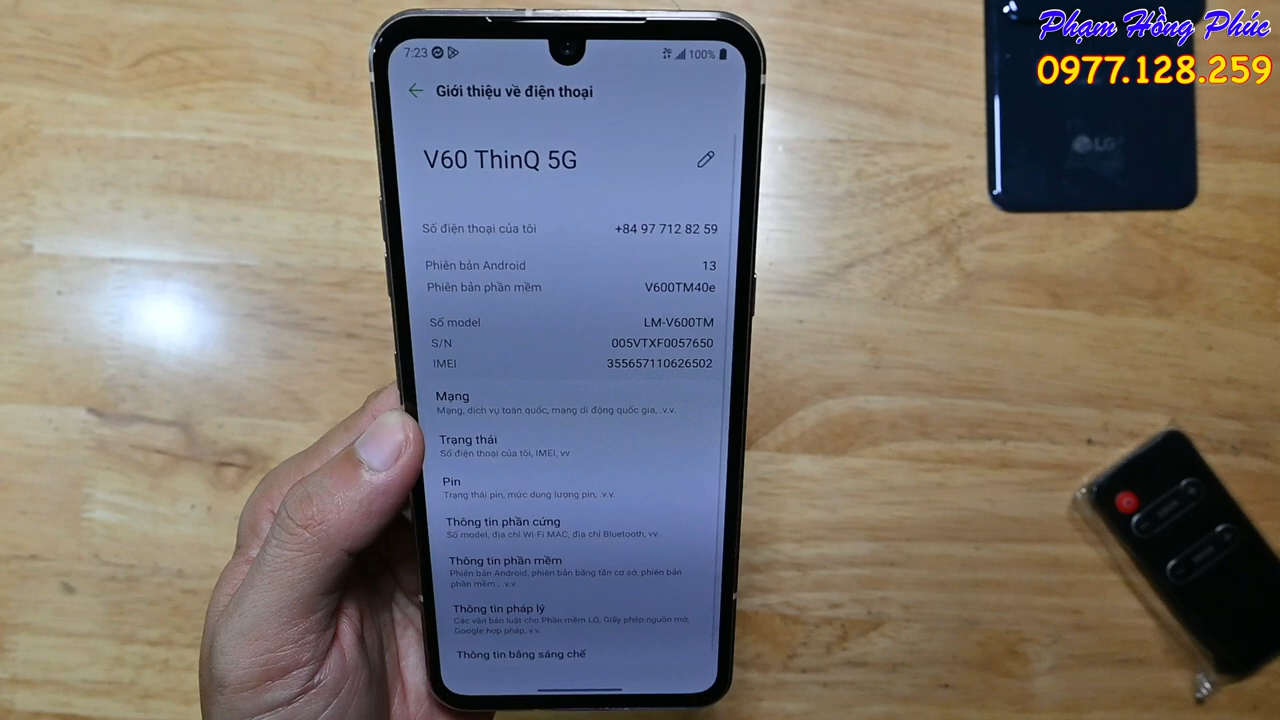 Phạm Hồng Phúc
0977.128.259
7:23 2G 100%
Giới thiệu về điện thoại
V60 ThinQ 5G
Số điện thoại của tôi +84 97 712 82 59
Phiên bản Android 13
Phiên bản phần mềm V600TM40e
Số model LM-V600TM
S/N 005VTXF0057650
IMEI 355657110626502
Mạng
Mạng, dịch vụ toàn quốc, mạng di động quốc gia, .v.v.
Trạng thái
Số điện thoại của tôi, IMEI, vv
Pin
Trạng thái pin, mức dung lượng pin, .v.v.
Thông tin phần cứng
Số model, địa chỉ Wi-Fi MAC, địa chỉ Bluetooth, vv.
Thông tin phần mềm
Phiên bản Android, phiên bản băng tần cơ sở, phiên bản
phần mềm , .v.v.
Thông tin pháp lý
Các văn bản luật cho Phần mềm LG, Giấy phép nguồn mở,
Google hợp pháp, v.v.
Thông tin bằng sáng chế
LG